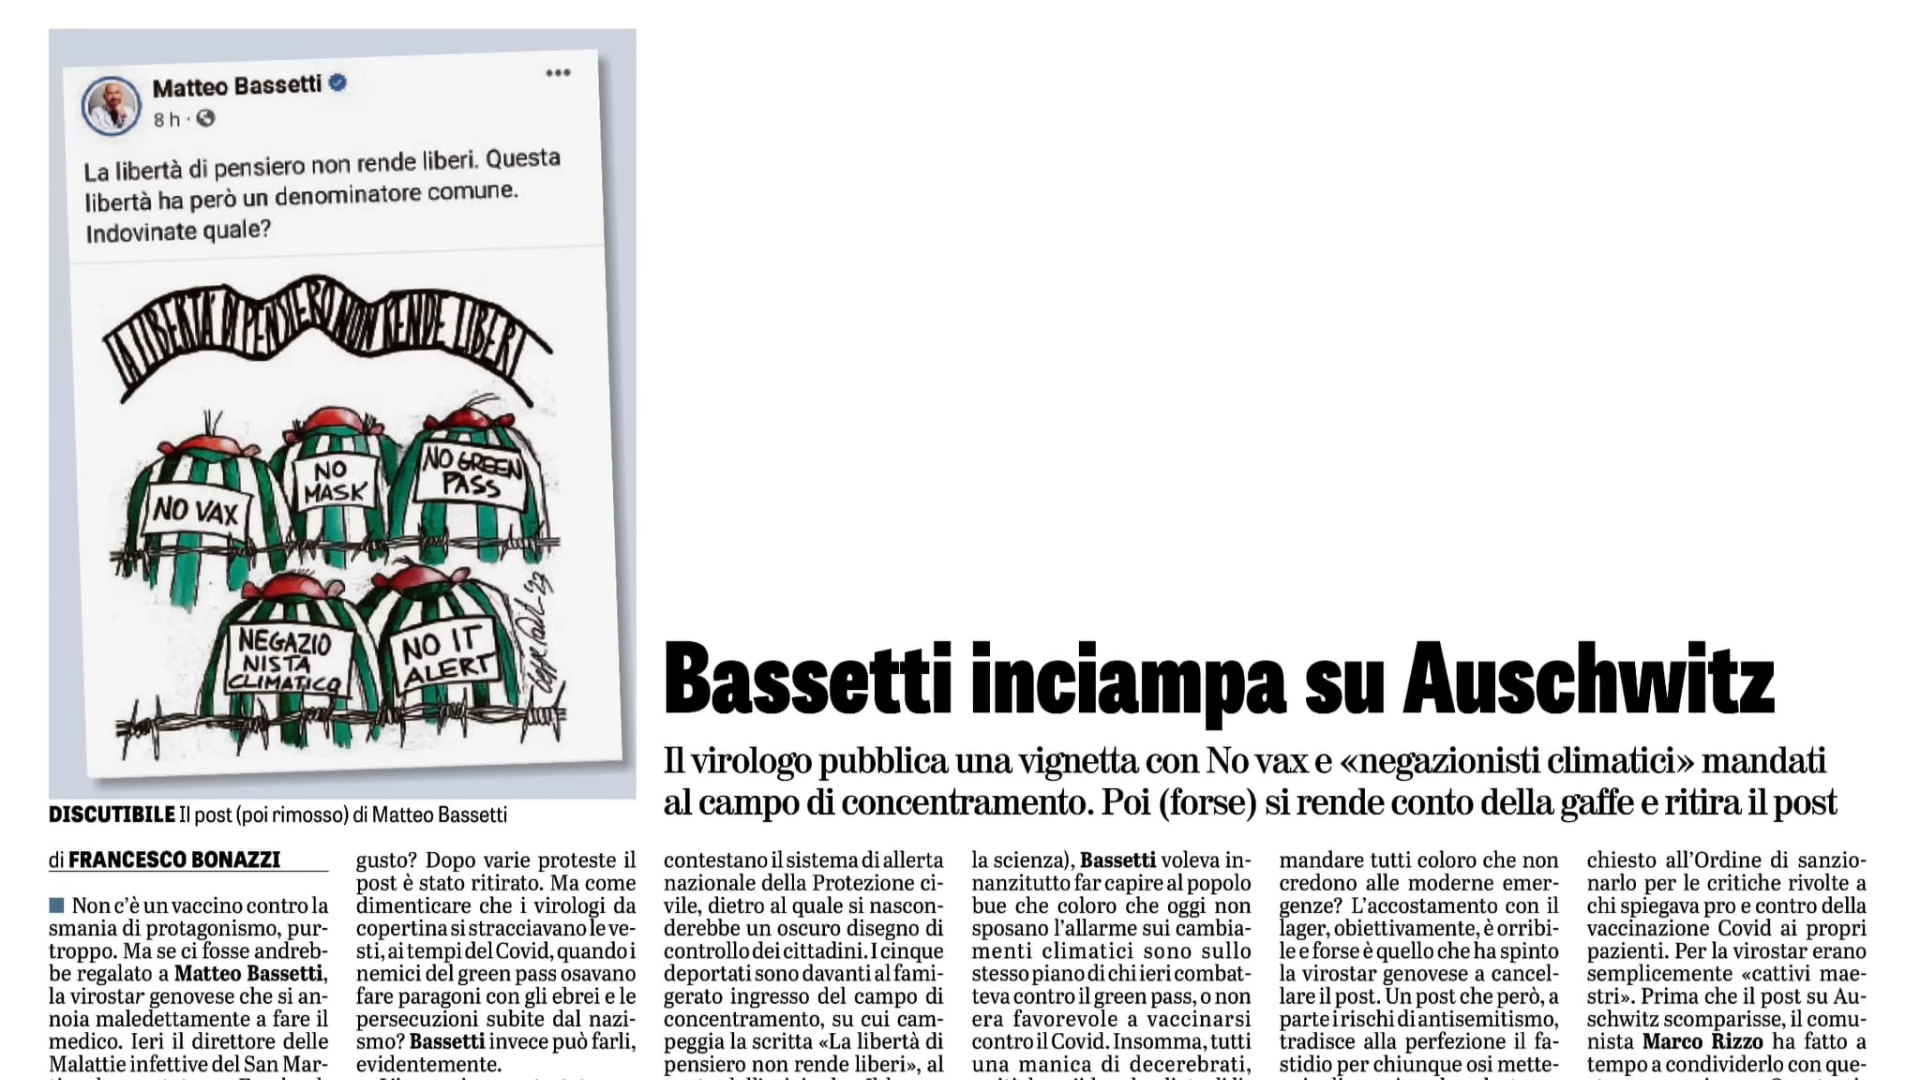 Matteo Bassetti
8 h
La libertà di pensiero non rende liberi. Questa
libertà ha però un denominatore comune.
Indovinate quale?
LA LIBERTÀ DI PENSIERO NON RENDE LIBERI
NO VAX
NO
MASK
NO GREEN
PASS
NEGAZIO
NISTA
CLIMATICO
NO IT
ALERT
DISCUTIBILE Il post (poi rimosso) di Matteo Bassetti
Bassetti inciampa su Auschwitz
Il virologo pubblica una vignetta con No vax e «negazionisti climatici» mandati
al campo di concentramento. Poi (forse) si rende conto della gaffe e ritira il post
di FRANCESCO BONAZZI
Non c'è un vaccino contro la
smania di protagonismo, pur-
troppo. Ma se ci fosse andreb-
be regalato a Matteo Bassetti,
la virostar genovese che si an-
noia maledettamente a fare il
medico. Ieri il direttore delle
Malattie infettive del San Mar-
gusto? Dopo varie proteste il
post è stato ritirato. Ma come
dimenticare che i virologi da
copertina si stracciavano le ve-
sti, ai tempi del Covid, quando i
nemici del green pass osavano
fare paragoni con gli ebrei e le
persecuzioni subite dal nazi-
smo? Bassetti invece può farli,
evidentemente.
contestano il sistema di allerta
nazionale della Protezione ci-
vile, dietro al quale si nascon-
derebbe un oscuro disegno di
controllo dei cittadini. I cinque
deportati sono davanti al fami-
gerato ingresso del campo di
concentramento, su cui cam-
peggia la scritta «La libertà di
pensiero non rende liberi», al
la scienza), Bassetti voleva in-
nanzitutto far capire al popolo
bue che coloro che oggi non
sposano l'allarme sui cambia-
menti climatici sono sullo
stesso piano di chi ieri combat-
teva contro il green pass, o non
era favorevole a vaccinarsi
contro il Covid. Insomma, tutti
una manica di decerebrati,
mandare tutti coloro che non
credono alle moderne emer-
genze? L'accostamento con il
lager, obiettivamente, è orribi-
le e forse è quello che ha spinto
la virostar genovese a cancel-
lare il post. Un post che però, a
parte i rischi di antisemitismo,
tradisce alla perfezione il fa-
stidio per chiunque osi mette-
chiesto all'Ordine di sanzio-
narlo per le critiche rivolte a
chi spiegava pro e contro della
vaccinazione Covid ai propri
pazienti. Per la virostar erano
semplicemente «cattivi mae-
stri». Prima che il post su Au-
schwitz scomparisse, il comu-
nista Marco Rizzo ha fatto a
tempo a condividerlo con que-